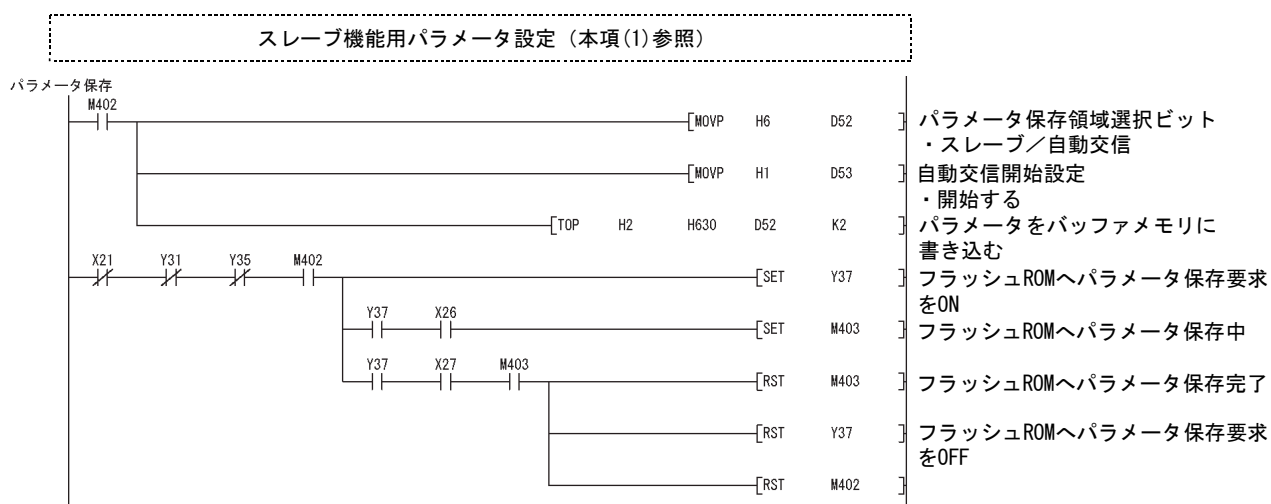 スレーブ機能用パラメータ設定（本項(1)参照）
パラメータ保存
M402
MOVP H6 D52
パラメータ保存領域選択ビット
・スレーブ／自動交信
MOVP H1 D53
自動交信開始設定
・開始する
TOP H2 H630 D52 K2
パラメータをバッファメモリに
書き込む
X21 Y31 Y35 M402
SET Y37
フラッシュROMへパラメータ保存要求
をON
Y37 X26
SET M403
フラッシュROMへパラメータ保存中
Y37 X27 M403
RST M403
フラッシュROMへパラメータ保存完了
RST Y37
フラッシュROMへパラメータ保存要求
をOFF
RST M402